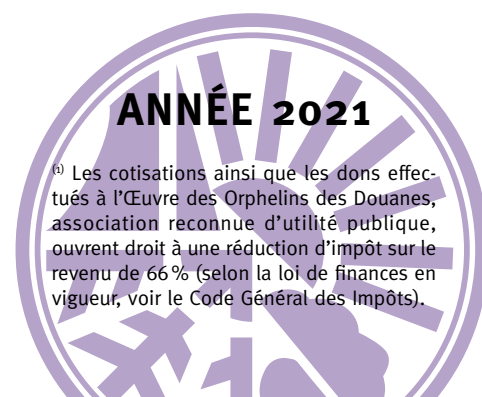 ANNÉE 2021
(1) Les cotisations ainsi que les dons effec-
tués à l’Œuvre des Orphelins des Douanes,
association reconnue d’utilité publique,
ouvrent droit à une réduction d’impôt sur le
revenu de 66 % (selon la loi de finances en
vigueur, voir le Code Général des Impôts).